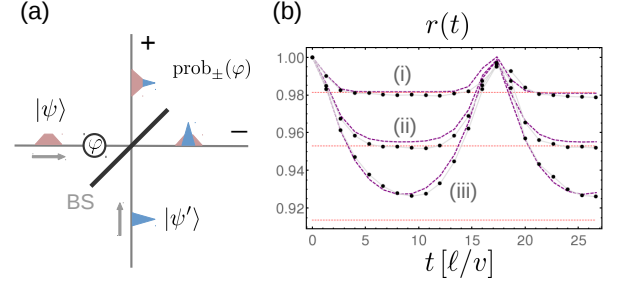 (a)
+
prob±(φ)
|ψ⟩
φ
−
BS
|ψ′⟩
(b)
r(t)
1.00
0.98
0.96
0.94
0.92
(i)
(ii)
(iii)
0 5 10 15 20 25
t [ℓ/v]